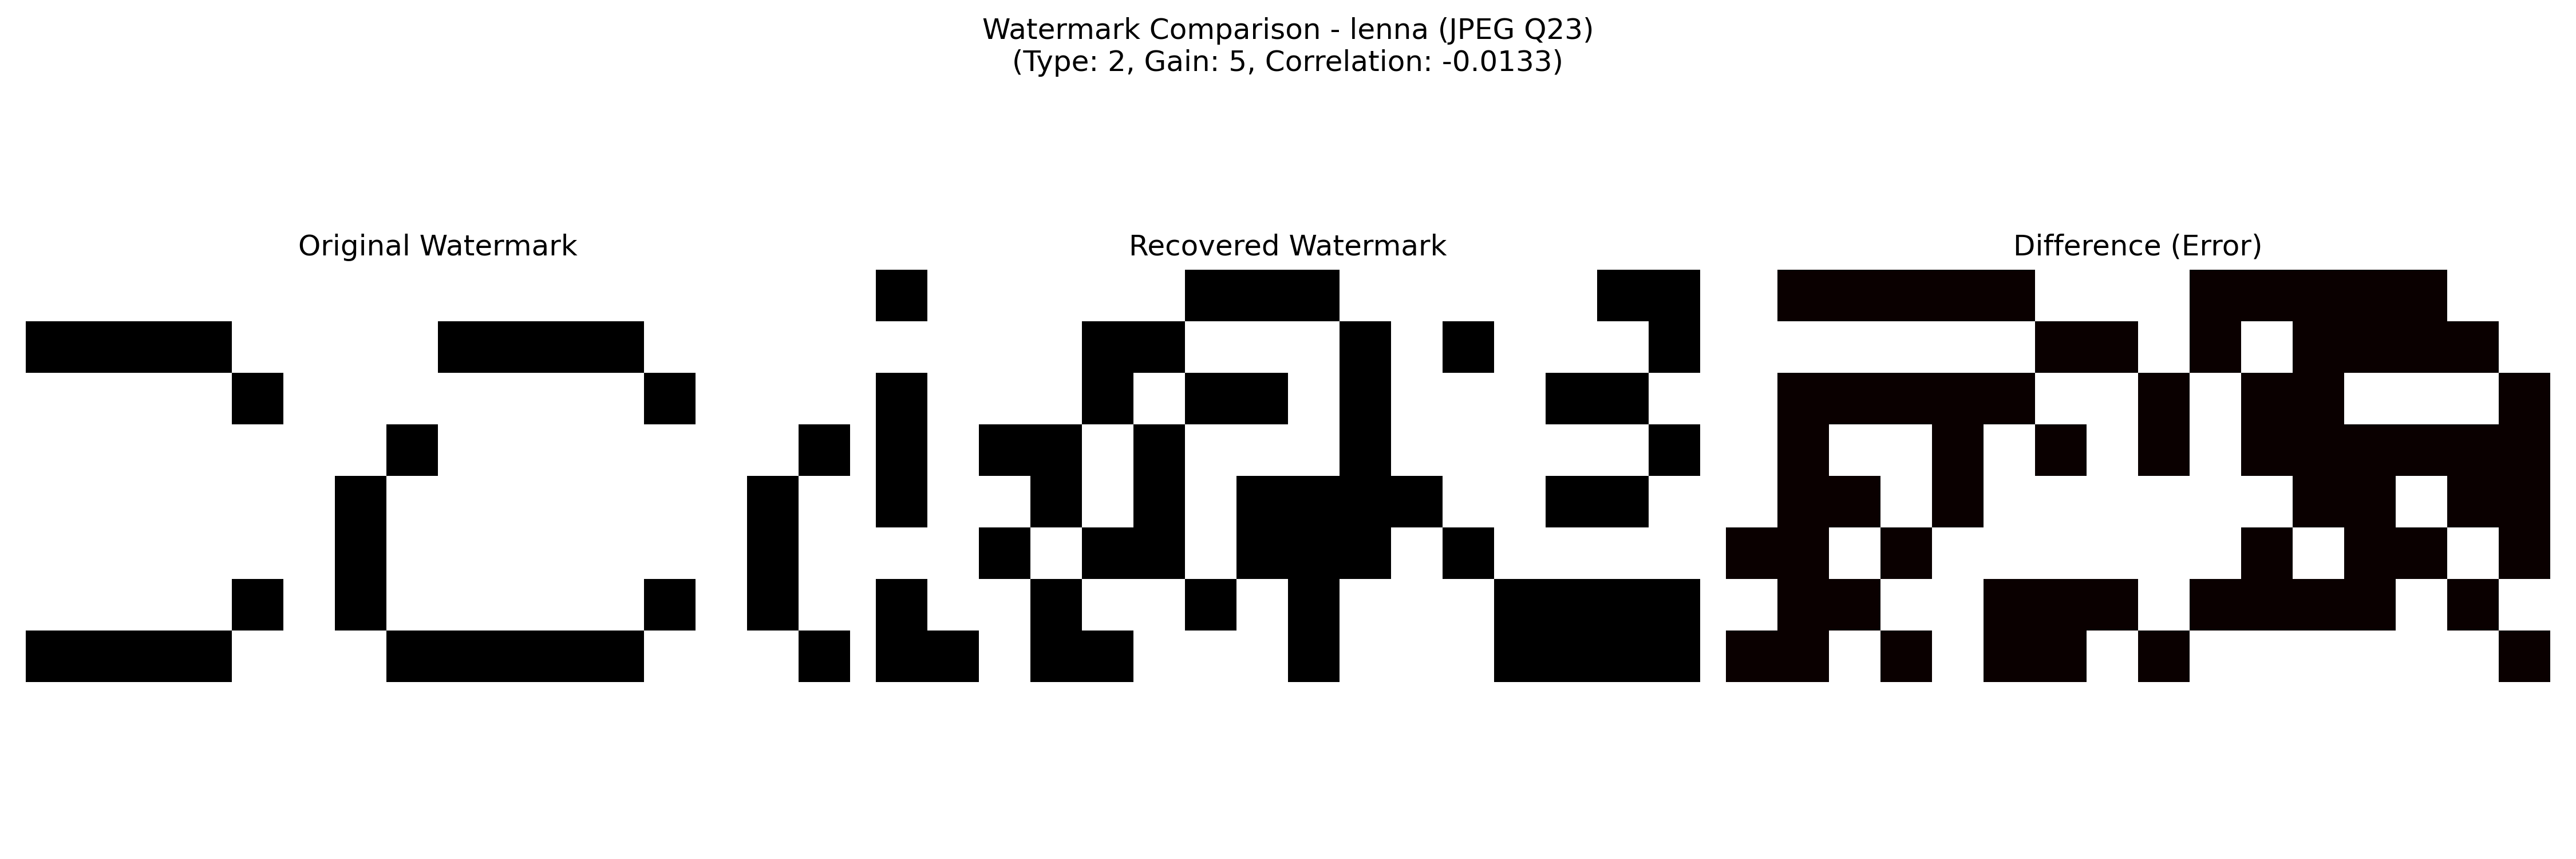 Watermark Comparison - lenna (JPEG Q23)
(Type: 2, Gain: 5, Correlation: -0.0133)
Original Watermark
Recovered Watermark
Difference (Error)